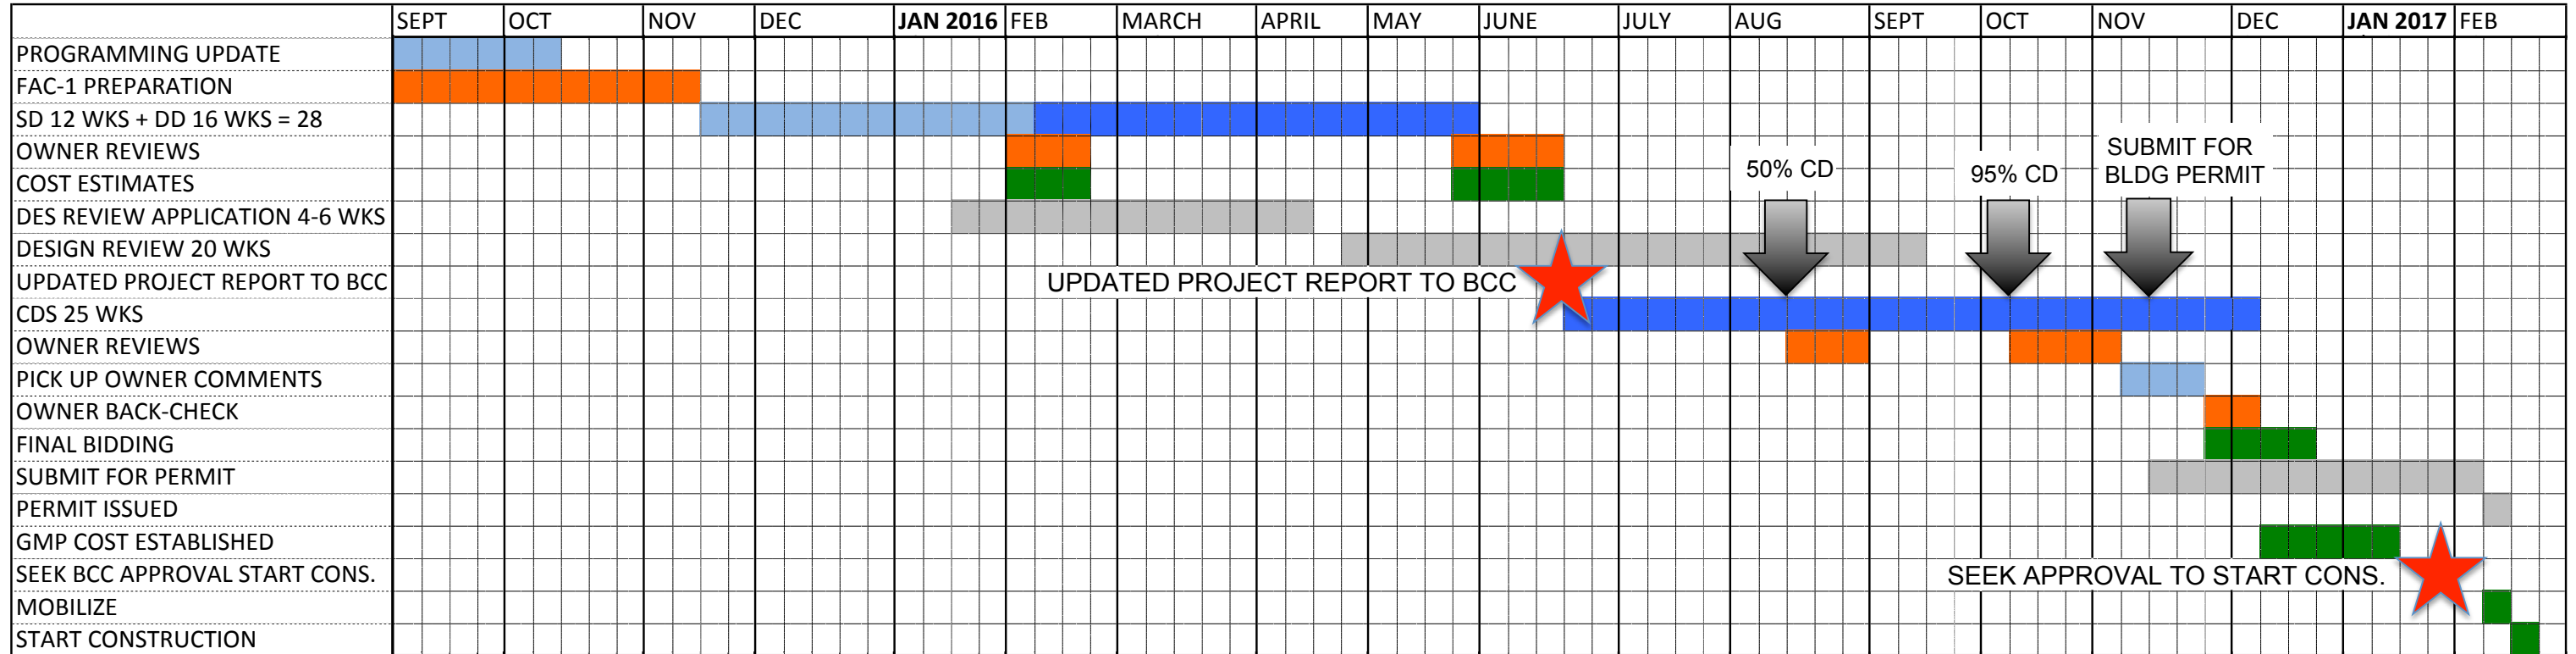 SEPT OCT NOV DEC JAN 2016 FEB MARCH APRIL MAY JUNE JULY AUG SEPT OCT NOV DEC JAN 2017 FEB
PROGRAMMING UPDATE
FAC-1 PREPARATION
SD 12 WKS + DD 16 WKS = 28
OWNER REVIEWS
SUBMIT FOR
BLDG PERMIT
50% CD
95% CD
COST ESTIMATES
DES REVIEW APPLICATION 4-6 WKS
DESIGN REVIEW 20 WKS
UPDATED PROJECT REPORT TO BCC
UPDATED PROJECT REPORT TO BCC
CDS 25 WKS
OWNER REVIEWS
PICK UP OWNER COMMENTS
OWNER BACK-CHECK
FINAL BIDDING
SUBMIT FOR PERMIT
PERMIT ISSUED
GMP COST ESTABLISHED
SEEK BCC APPROVAL START CONS.
SEEK APPROVAL TO START CONS.
MOBILIZE
START CONSTRUCTION